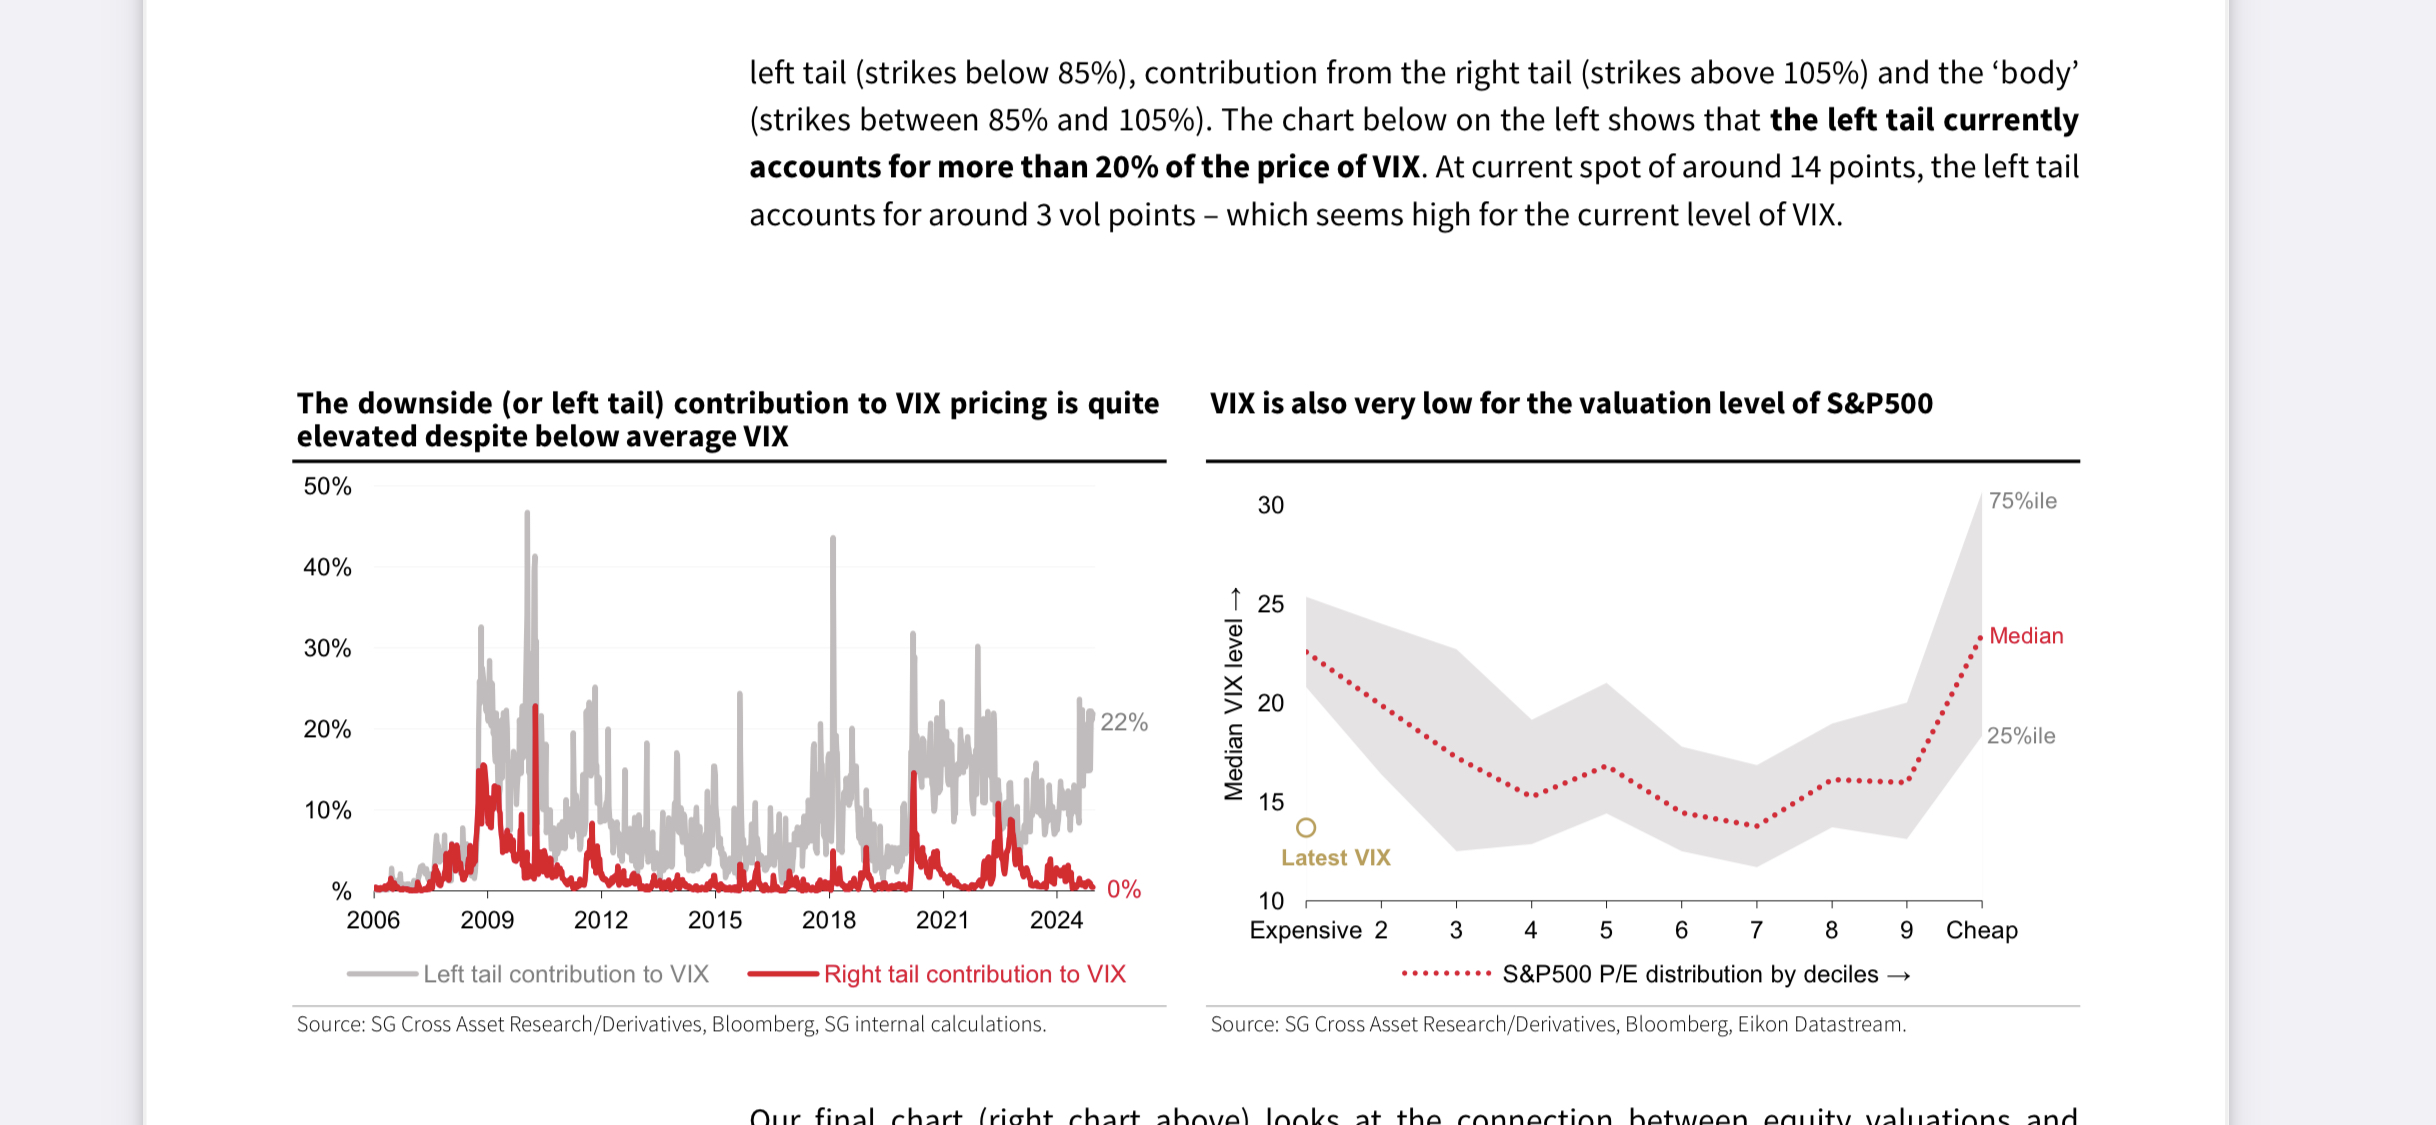 left tail (strikes below 85%), contribution from the right tail (strikes above 105%) and the ‘body’
(strikes between 85% and 105%). The chart below on the left shows that the left tail currently
accounts for more than 20% of the price of VIX. At current spot of around 14 points, the left tail
accounts for around 3 vol points – which seems high for the current level of VIX.
The downside (or left tail) contribution to VIX pricing is quite
elevated despite below average VIX
50%
40%
30%
20%
10%
%
22%
0%
2006 2009 2012 2015 2018 2021 2024
Left tail contribution to VIX Right tail contribution to VIX
Source: SG Cross Asset Research/Derivatives, Bloomberg, SG internal calculations.
VIX is also very low for the valuation level of S&P500
Median VIX level →
30
25
20
15
10
75%ile
Median
25%ile
Latest VIX
Expensive 2 3 4 5 6 7 8 9 Cheap
S&P500 P/E distribution by deciles →
Source: SG Cross Asset Research/Derivatives, Bloomberg, Eikon Datastream.
Our final chart (right chart above) looks at the connection between equity valuations and